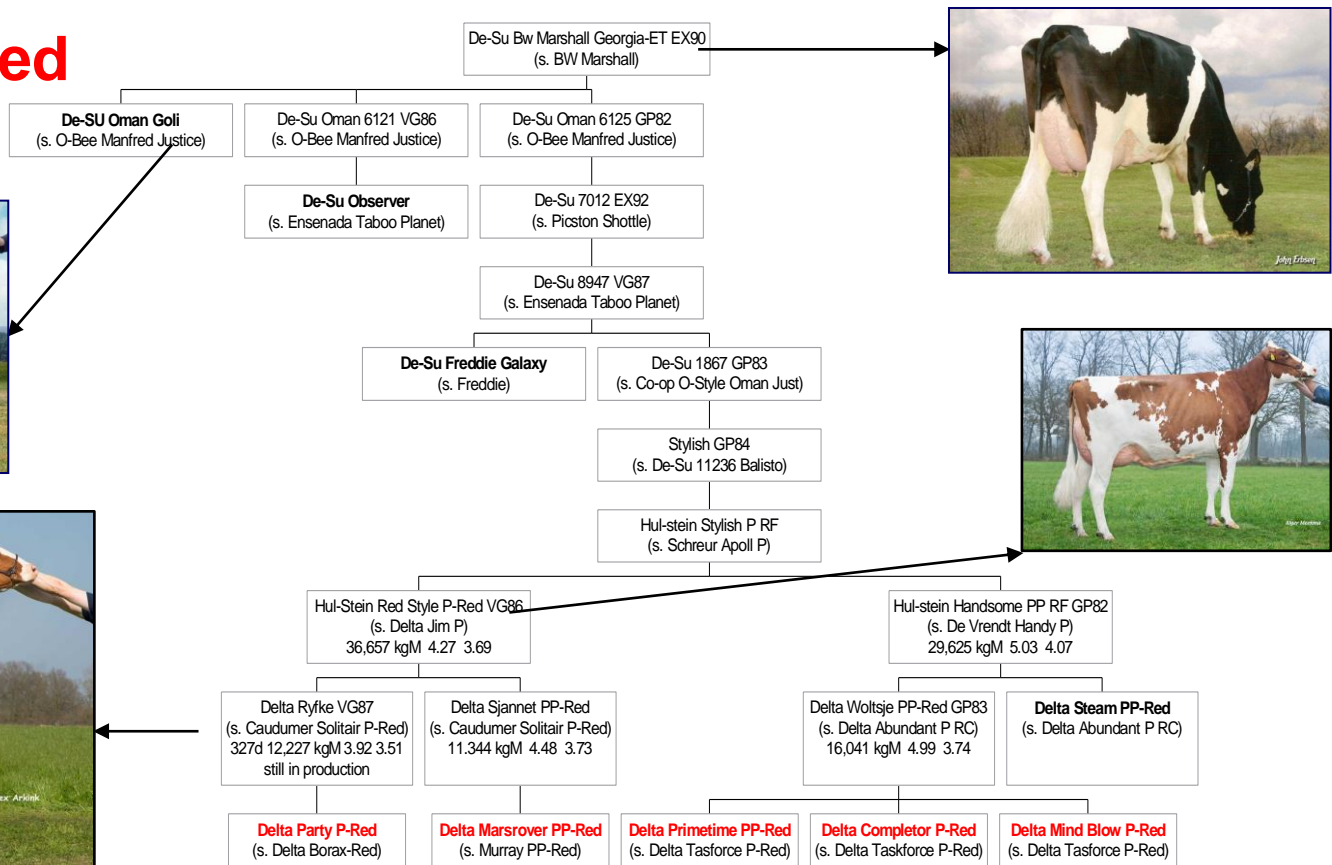 ed
De-Su Bw Marshall Georgia-ET EX90
(s. BW Marshall)
De-SU Oman Goli
(s. O-Bee Manfred Justice)
De-Su Oman 6121 VG86
(s. O-Bee Manfred Justice)
De-Su Oman 6125 GP82
(s. O-Bee Manfred Justice)
De-Su Observer
(s. Ensenada Taboo Planet)
De-Su 7012 EX92
(s. Picston Shottle)
John Erbsen
De-Su 8947 VG87
(s. Ensenada Taboo Planet)
De-Su Freddie Galaxy
(s. Freddie)
De-Su 1867 GP83
(s. Co-op O-Style Oman Just)
Stylish GP84
(s. De-Su 11236 Balisto)
Hul-stein Stylish P RF
(s. Schreur Apoll P)
Hul-Stein Red Style P-Red VG86
(s. Delta Jim P)
36,657 kgM 4.27 3.69
Hul-stein Handsome PP RF GP82
(s. De Vrendt Handy P)
29,625 kgM 5.03 4.07
Delta Ryfke VG87
(s. Caudumer Solitair P-Red)
327d 12,227 kgM 3.92 3.51
still in production
Delta Sjannet PP-Red
(s. Caudumer Solitair P-Red)
11.344 kgM 4.48 3.73
Delta Woltsje PP-Red GP83
(s. Delta Abundant P RC)
16,041 kgM 4.99 3.74
Delta Steam PP-Red
(s. Delta Abundant P RC)
Arkink
Delta Party P-Red
(s. Delta Borax-Red)
Delta Marsrover PP-Red
(s. Murray PP-Red)
Delta Primetime PP-Red
(s. Delta Tasforce P-Red)
Delta Completor P-Red
(s. Delta Taskforce P-Red)
Delta Mind Blow P-Red
(s. Delta Tasforce P-Red)